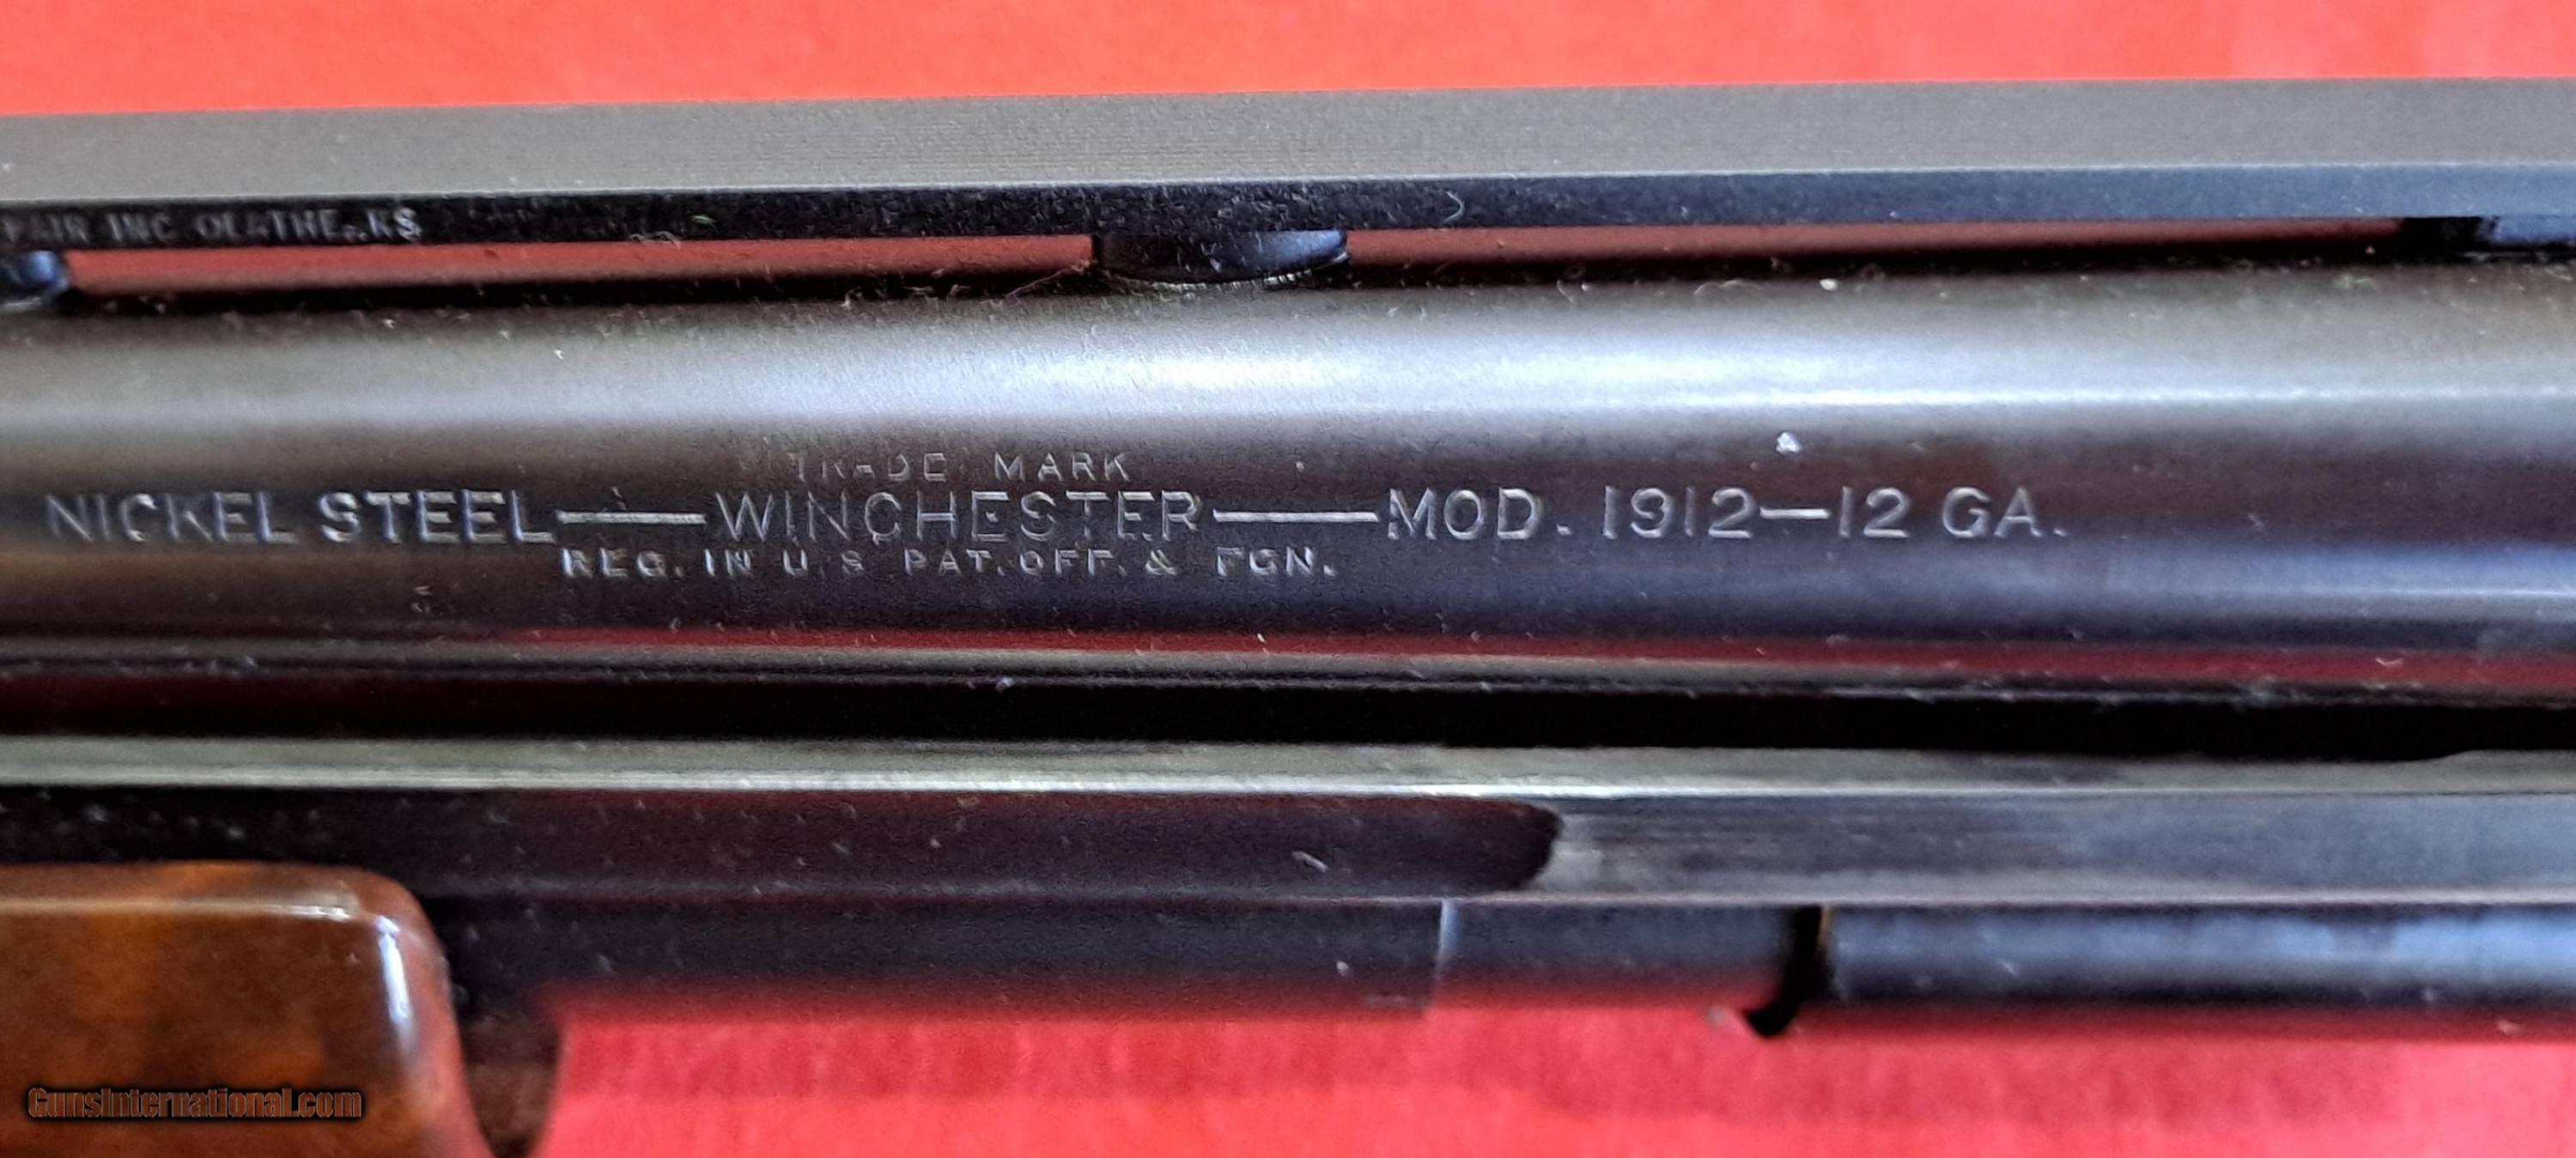 INC OLATHE, KS
TRADE MARK
NICKEL STEEL—WINCHESTER—MOD. 1912—12 GA.
REG. IN U.S. PAT. OFF. & FGN.
GunsInternational.com